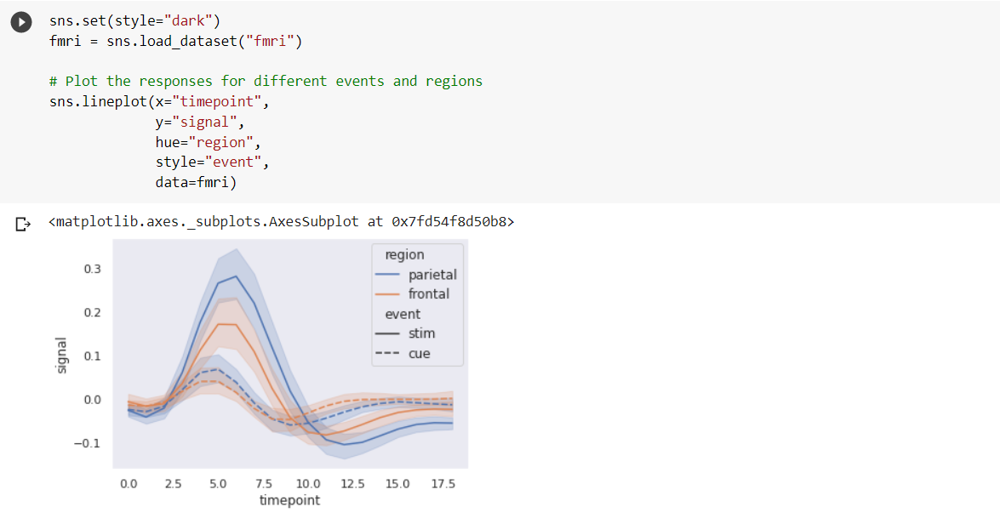 sns.set(style="dark")
fmri = sns.load_dataset("fmri")
# Plot the responses for different events and regions
sns.lineplot(x="timepoint",
y="signal",
hue="region",
style="event",
data=fmri)
<matplotlib.axes._subplots.AxesSubplot at 0x7fd54f8d50b8>
region
parietal
frontal
event
stim
cue
0.3
0.2
0.1
0.0
−0.1
signal
0.0 2.5 5.0 7.5 10.0 12.5 15.0 17.5
timepoint